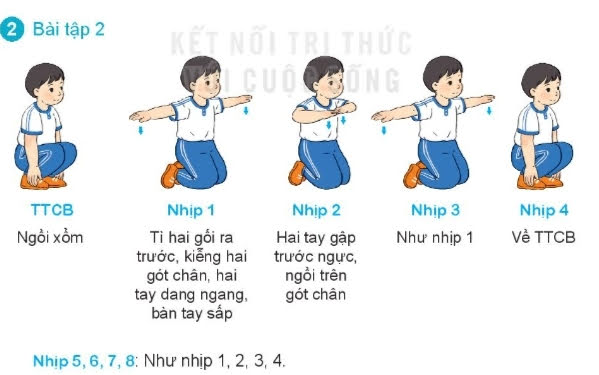 2 Bài tập 2
KẾT NỐI TRI THỨC
VỚI CUỘC SỐNG
TTCB
Ngồi xổm
Nhịp 1
Tì hai gối ra
trước, kiễng hai
gót chân, hai
tay dang ngang,
bàn tay sấp
Nhịp 2
Hai tay gập
trước ngực,
ngồi trên
gót chân
Nhịp 3
Như nhịp 1
Nhịp 4
Về TTCB
Nhịp 5, 6, 7, 8: Như nhịp 1, 2, 3, 4.